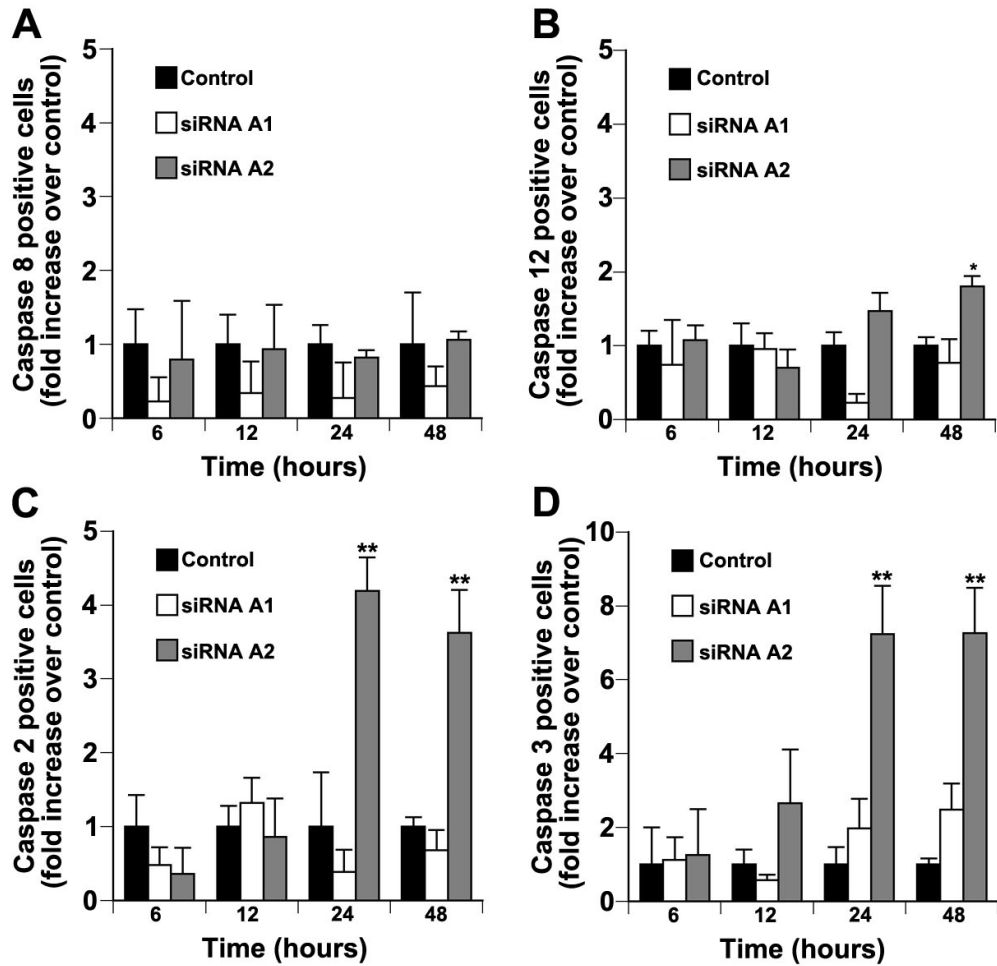 A
Caspase 8 positive cells
(fold increase over control)
5
4
3
2
1
0
Control
siRNA A1
siRNA A2
6 12 24 48
Time (hours)
B
Caspase 12 positive cells
(fold increase over control)
5
4
3
2
1
0
Control
siRNA A1
siRNA A2
*
6 12 24 48
Time (hours)
C
Caspase 2 positive cells
(fold increase over control)
5
4
3
2
1
0
Control
siRNA A1
siRNA A2
**
**
6 12 24 48
Time (hours)
D
Caspase 3 positive cells
(fold increase over control)
10
8
6
4
2
0
Control
siRNA A1
siRNA A2
** **
6 12 24 48
Time (hours)